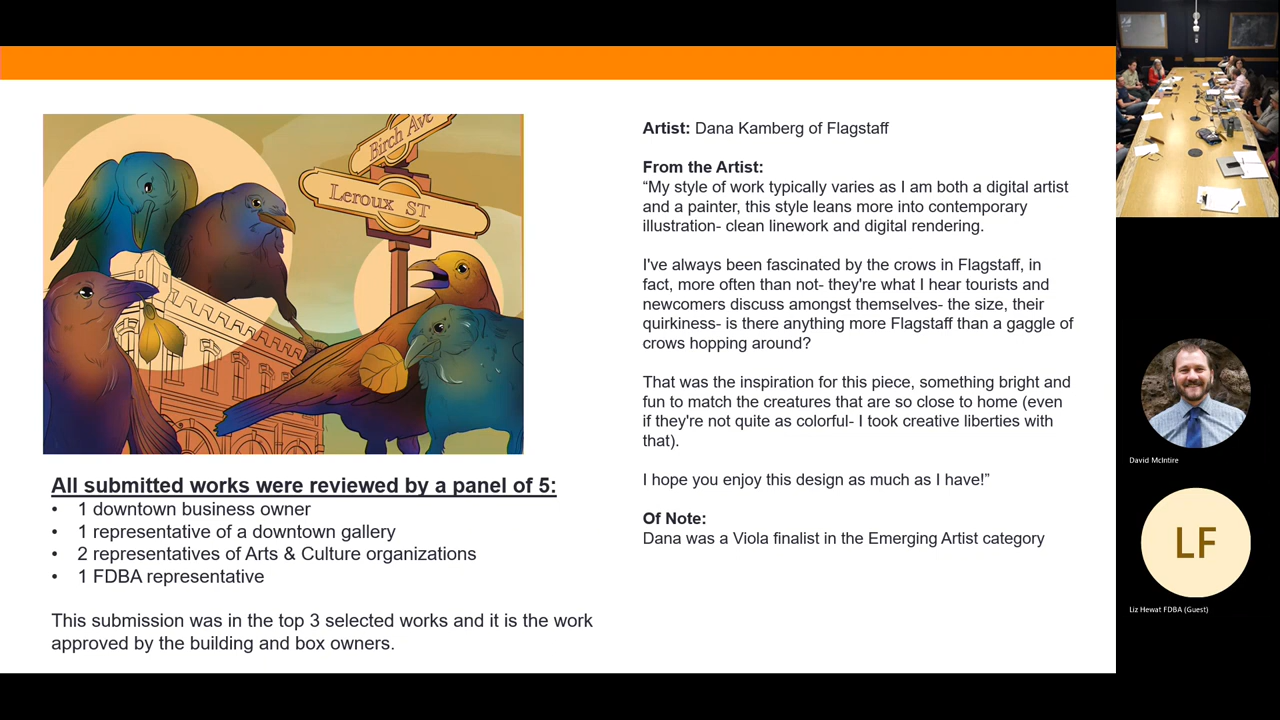 Birch Ave
Leroux ST
All submitted works were reviewed by a panel of 5:
• 1 downtown business owner
• 1 representative of a downtown gallery
• 2 representatives of Arts & Culture organizations
• 1 FDBA representative
This submission was in the top 3 selected works and it is the work
approved by the building and box owners.
Artist: Dana Kamberg of Flagstaff
From the Artist:
“My style of work typically varies as I am both a digital artist
and a painter, this style leans more into contemporary
illustration- clean linework and digital rendering.
I've always been fascinated by the crows in Flagstaff, in
fact, more often than not- they're what I hear tourists and
newcomers discuss amongst themselves- the size, their
quirkiness- is there anything more Flagstaff than a gaggle of
crows hopping around?
That was the inspiration for this piece, something bright and
fun to match the creatures that are so close to home (even
if they're not quite as colorful- I took creative liberties with
that).
I hope you enjoy this design as much as I have!”
Of Note:
Dana was a Viola finalist in the Emerging Artist category
David McIntire
LF
Liz Hewat FDBA (Guest)